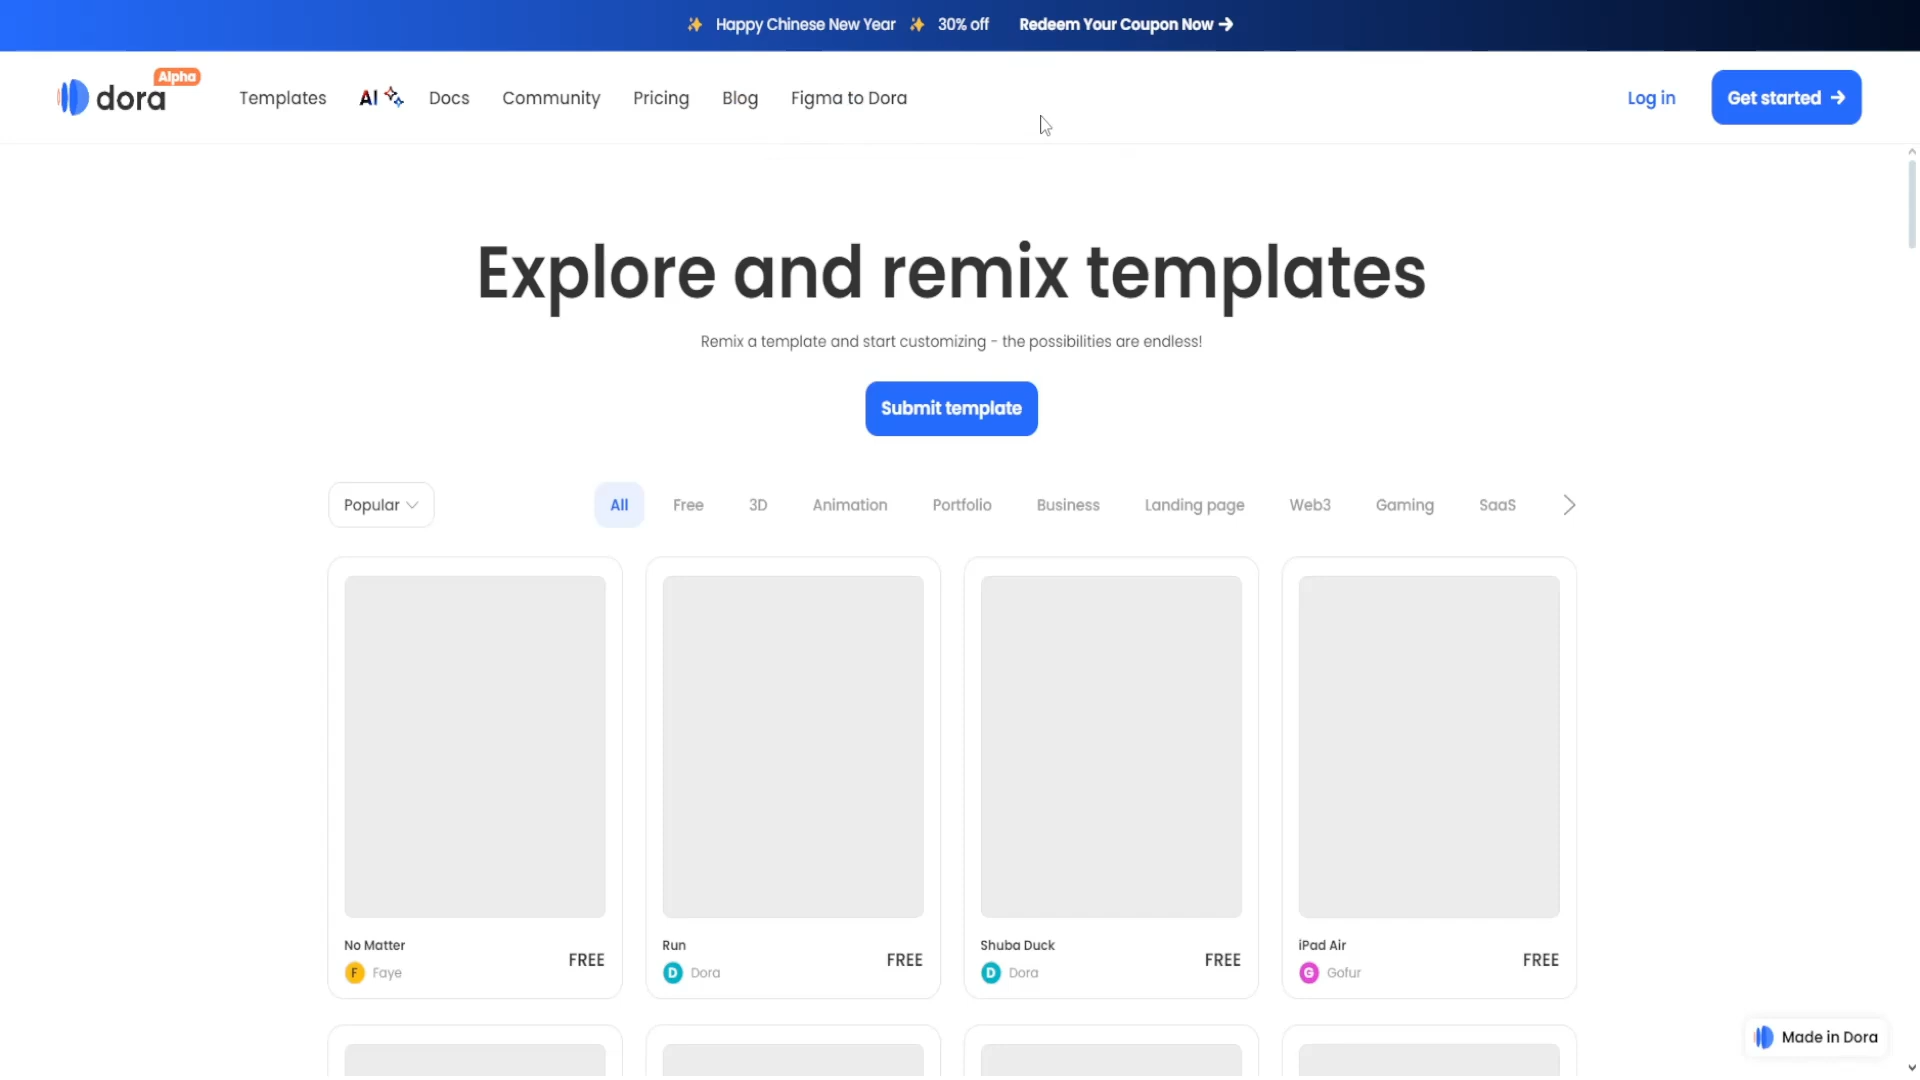 ✨ Happy Chinese New Year ✨ 30% off Redeem Your Coupon Now →
dora Alpha Templates AI Docs Community Pricing Blog Figma to Dora Log in Get started →
Explore and remix templates
Remix a template and start customizing - the possibilities are endless!
Submit template
Popular All Free 3D Animation Portfolio Business Landing page Web3 Gaming SaaS
No Matter
F Faye
FREE
Run
D Dora
FREE
Shuba Duck
D Dora
FREE
iPad Air
G Gofur
FREE
Made in Dora